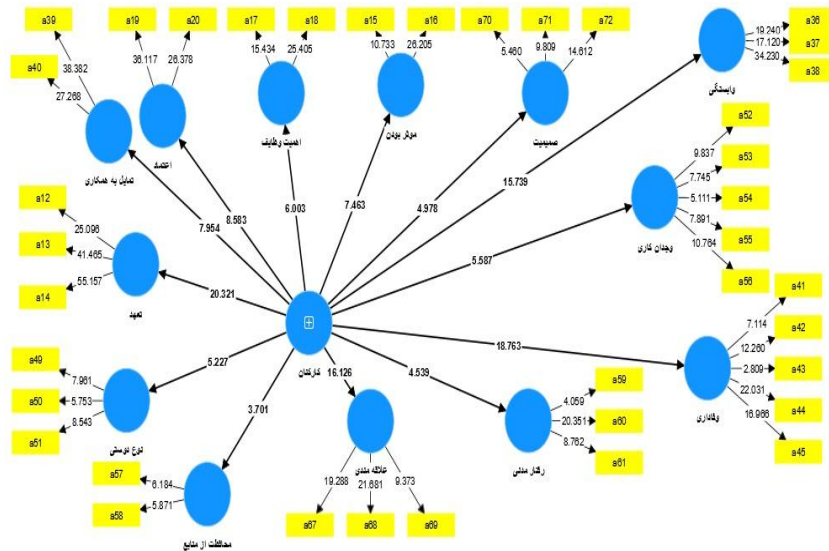 a39
a19
a20
a17
a18
a15
a16
a70
a71
a72
a36
a37
a38
a40
38.382
27.268
36.117
26.378
15.434
25.405
10.733
26.205
5.460
9.809
14.612
19.240
17.120
34.230
تمایل به همکاری
اعتماد
اهمیت وظایف
موثر بودن
صمیمیت
وابستگی
a12
a13
a14
25.096
41.465
55.157
تعهد
7.954
8.583
6.003
7.463
4.978
15.739
a52
a53
a54
a55
a56
9.837
7.745
5.111
7.891
10.764
وجدان کاری
20.321
5.587
a41
a42
a43
a44
a45
7.114
12.260
2.809
22.031
16.966
وفاداری
کارکنان
18.763
a49
a50
a51
7.961
5.753
8.543
نوع دوستی
5.227
3.701
16.126
4.539
a59
a60
a61
4.059
20.351
8.762
رفتار مدنی
a57
a58
6.184
5.871
محافظت از منابع
علاقه مندی
19.288
21.681
9.373
a67
a68
a69